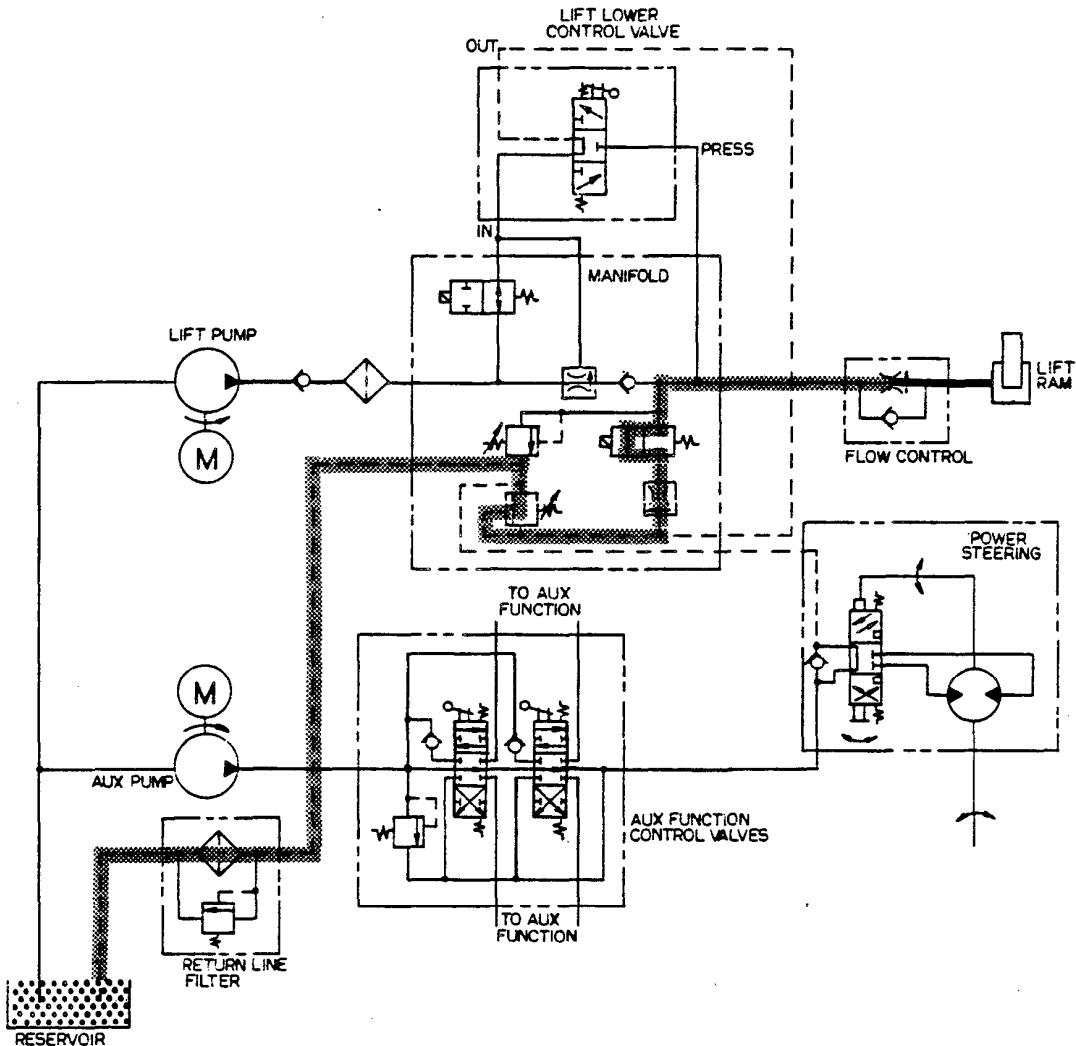 LIFT LOWER
CONTROL VALVE
OUT
PRESS
IN
MANIFOLD
LIFT PUMP
M
LIFT
RAM
FLOW CONTROL
POWER
STEERING
TO AUX
FUNCTION
M
AUX PUMP
AUX FUNCTION
CONTROL VALVES
TO AUX
FUNCTION
RETURN LINE
FILTER
RESERVOIR